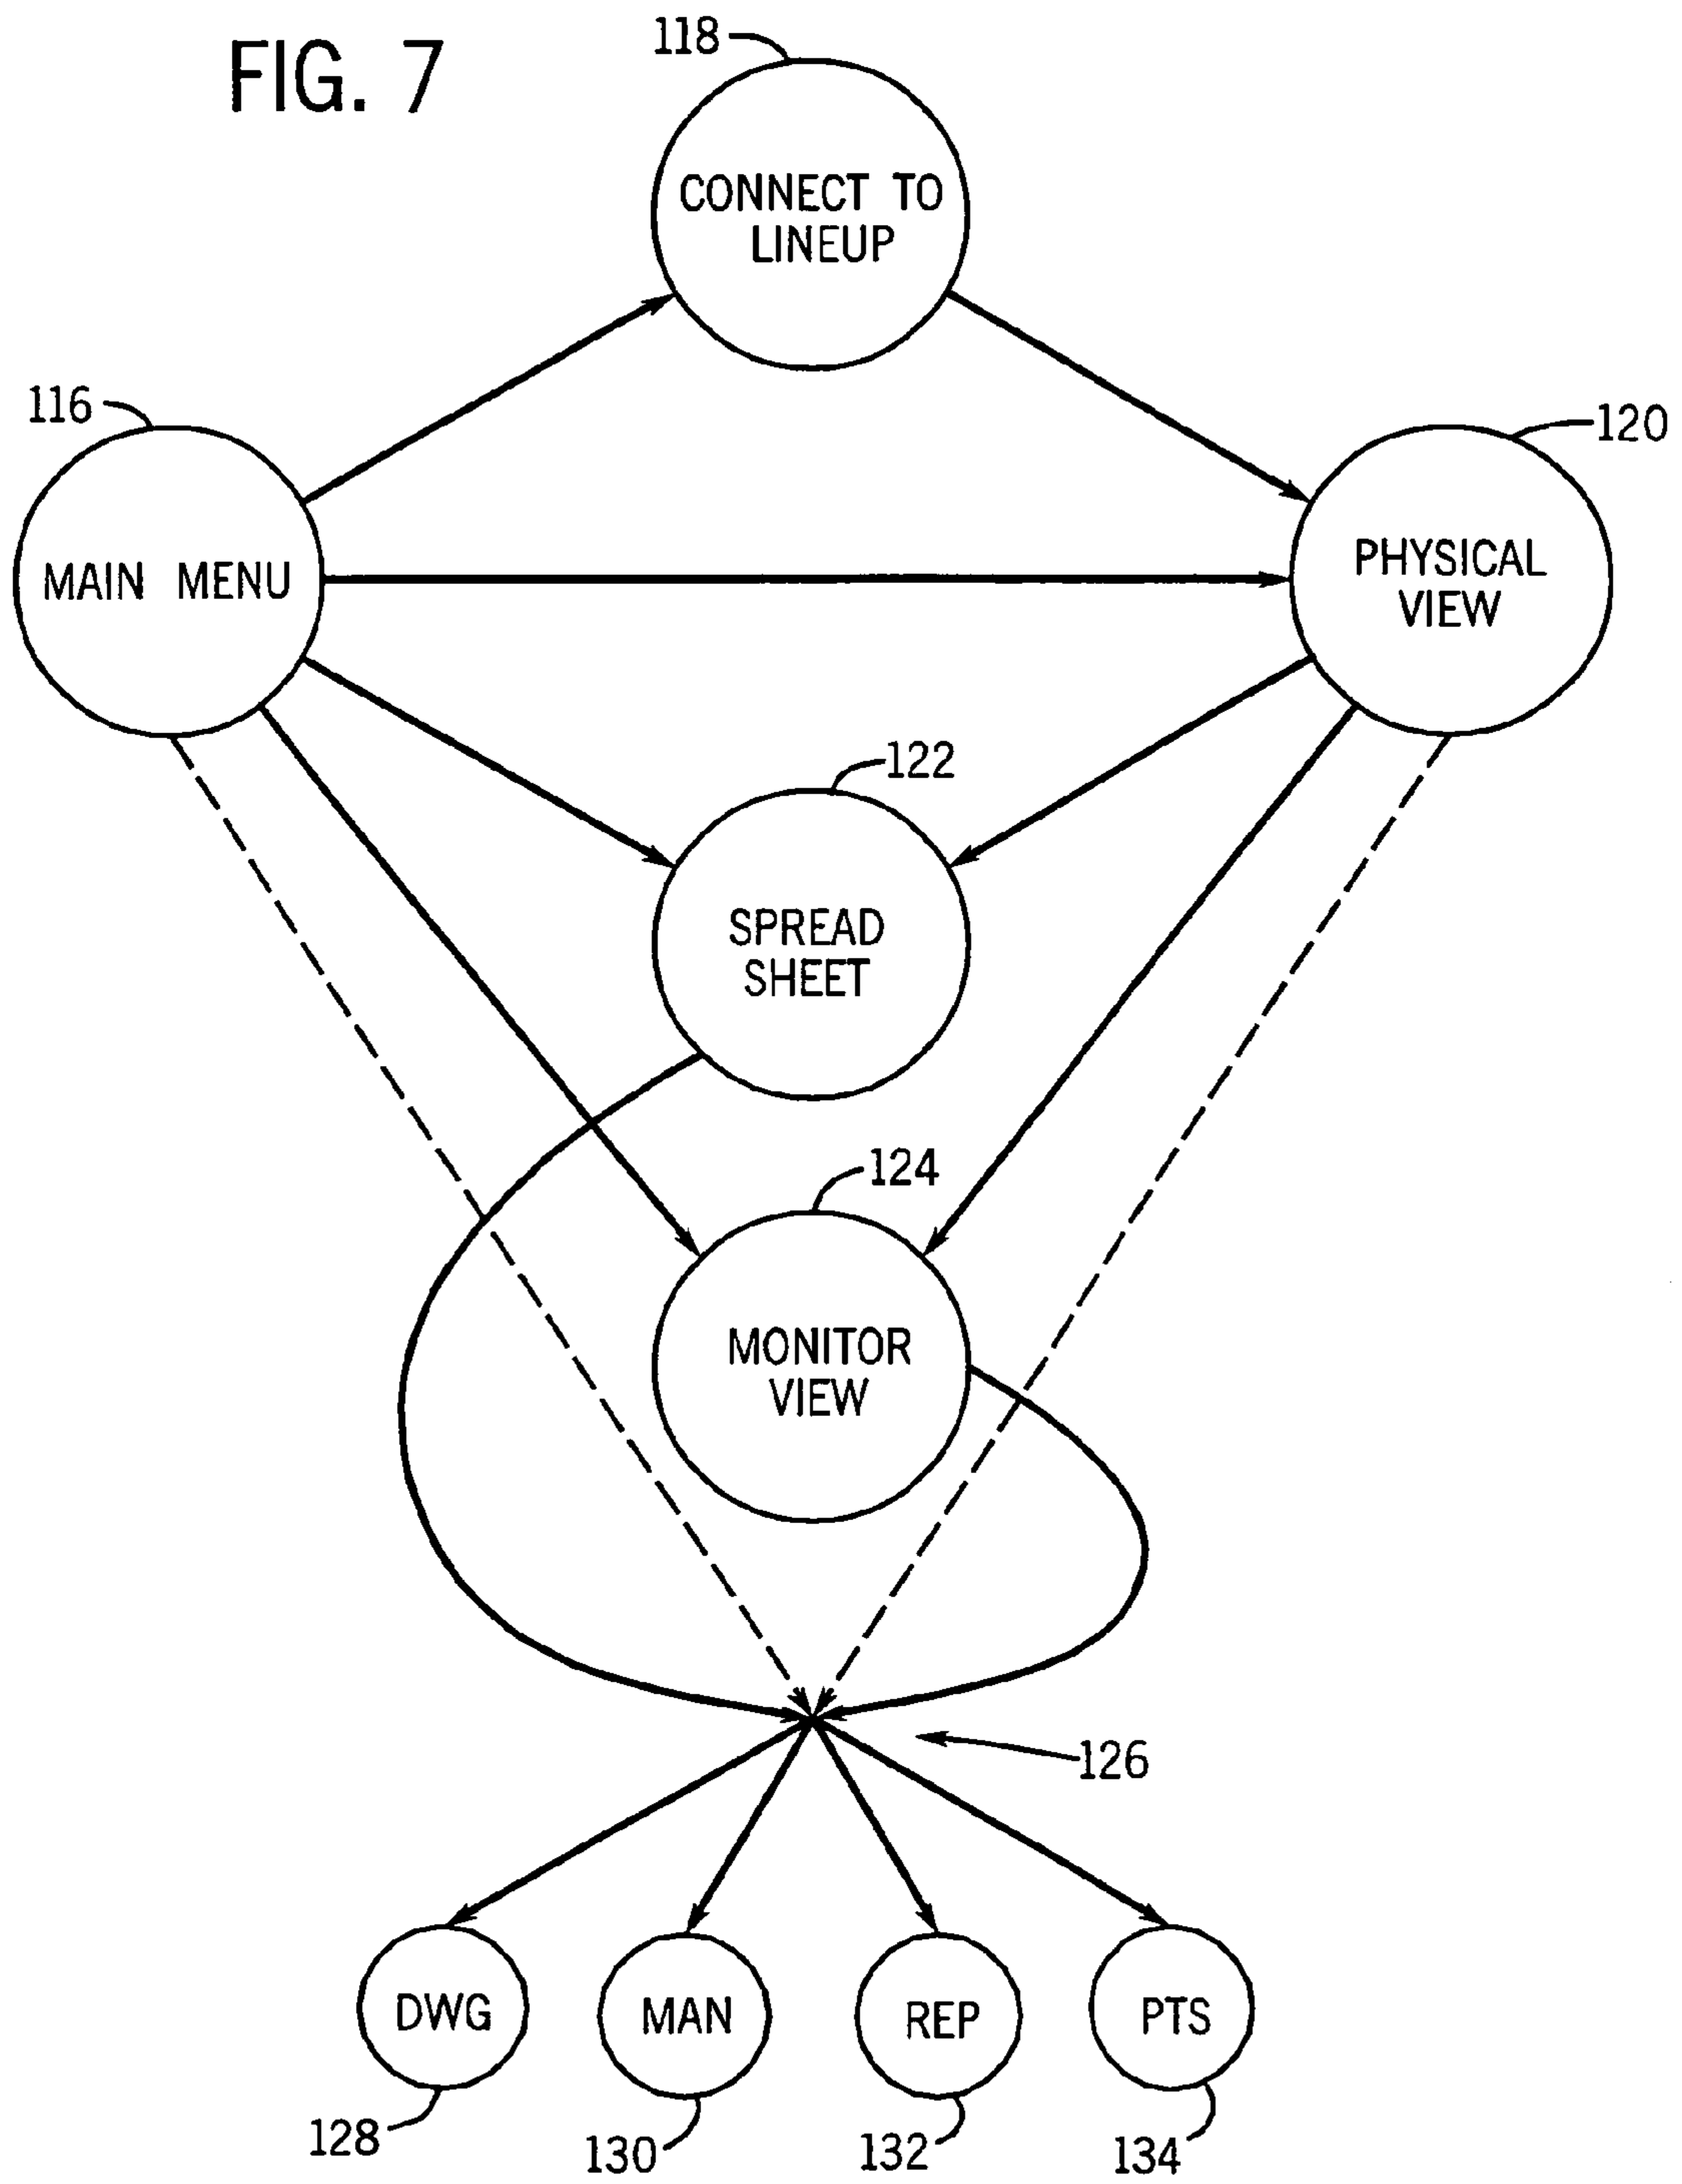 FIG. 7
118
CONNECT TO
LINEUP
116
MAIN MENU
120
PHYSICAL
VIEW
122
SPREAD
SHEET
124
MONITOR
VIEW
126
DWG
MAN
REP
PTS
128
130
132
134